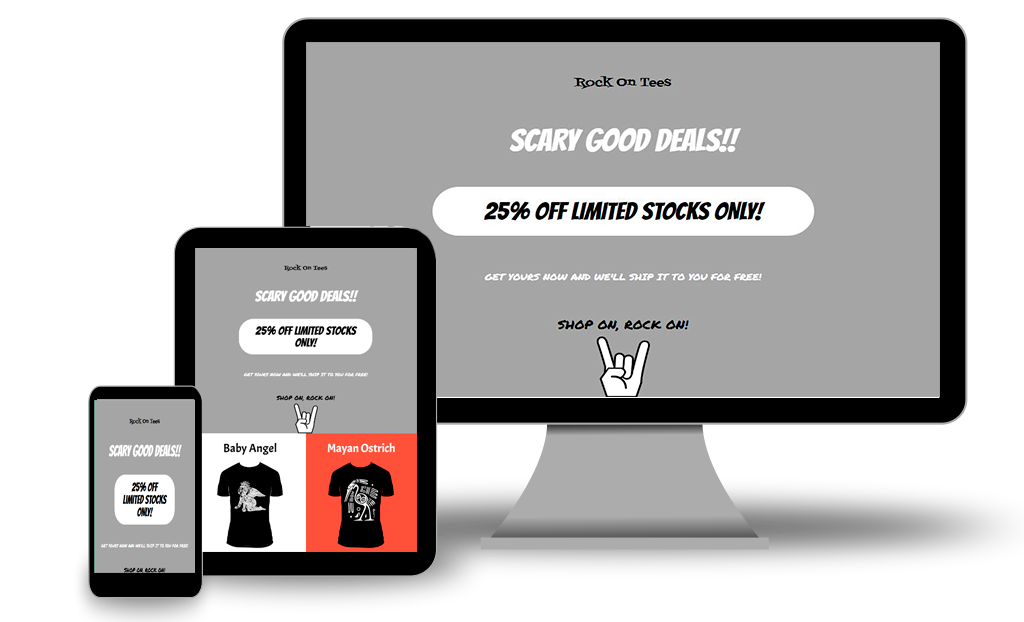 Rock On Tees
SCARY GOOD DEALS!!
25% OFF LIMITED STOCKS ONLY!
GET YOURS NOW AND WE'LL SHIP IT TO YOU FOR FREE!
SHOP ON, ROCK ON!
Rock On Tees
SCARY GOOD DEALS!!
25% OFF LIMITED STOCKS
ONLY!
GET YOURS NOW AND WE'LL SHIP IT TO YOU FOR FREE!
SHOP ON, ROCK ON!
Baby Angel
Mayan Ostrich
Rock On Tees
SCARY GOOD DEALS!!
25% OFF
LIMITED STOCKS
ONLY!
GET YOURS NOW AND WE'LL SHIP IT TO YOU FOR FREE!
SHOP ON, ROCK ON!